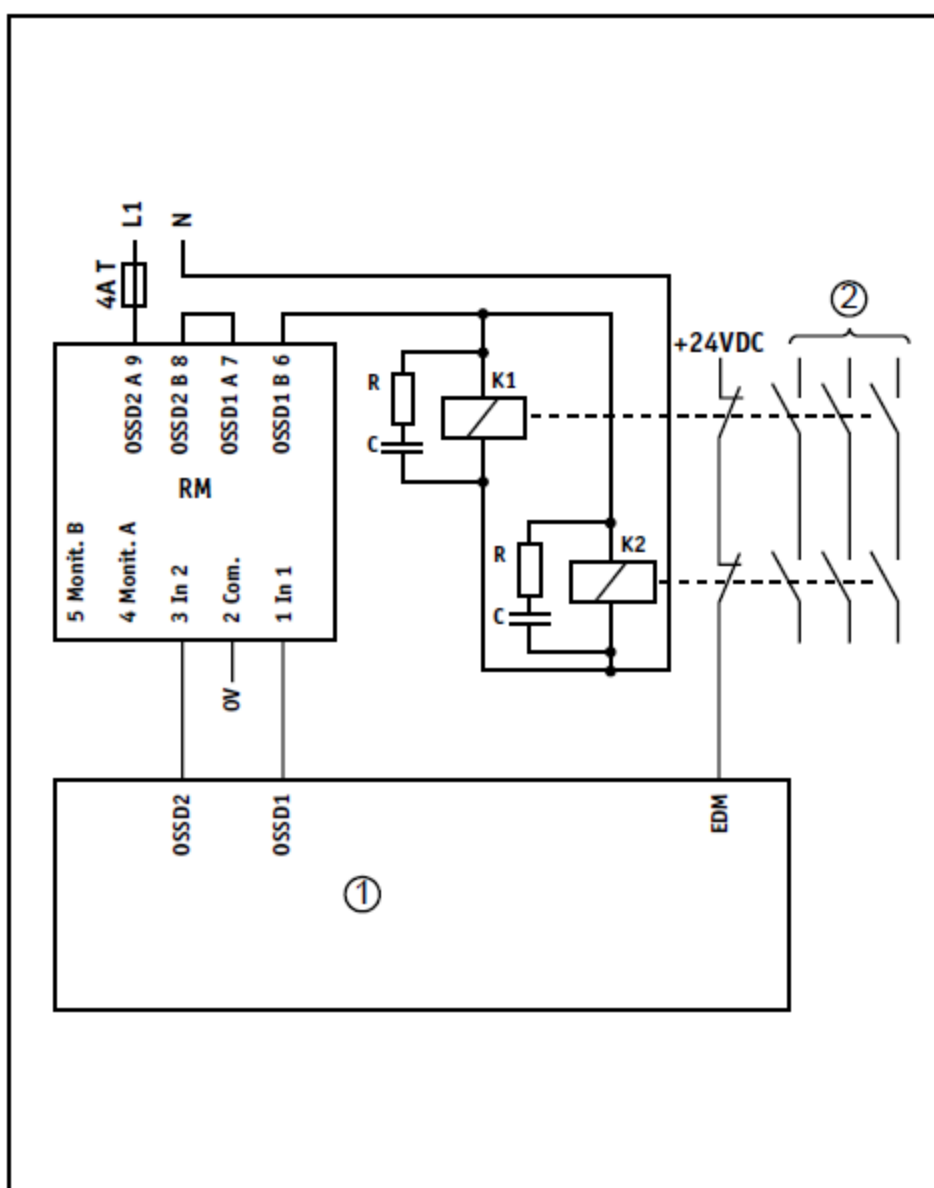 L1
N
4A T
②
+24VDC
OSSD2 A 9
OSSD2 B 8
OSSD1 A 7
OSSD1 B 6
R
K1
C
RM
5 Monit. B
4 Monit. A
3 In 2
2 Com.
1 In 1
R
K2
C
0V
OSSD2
OSSD1
EDM
①